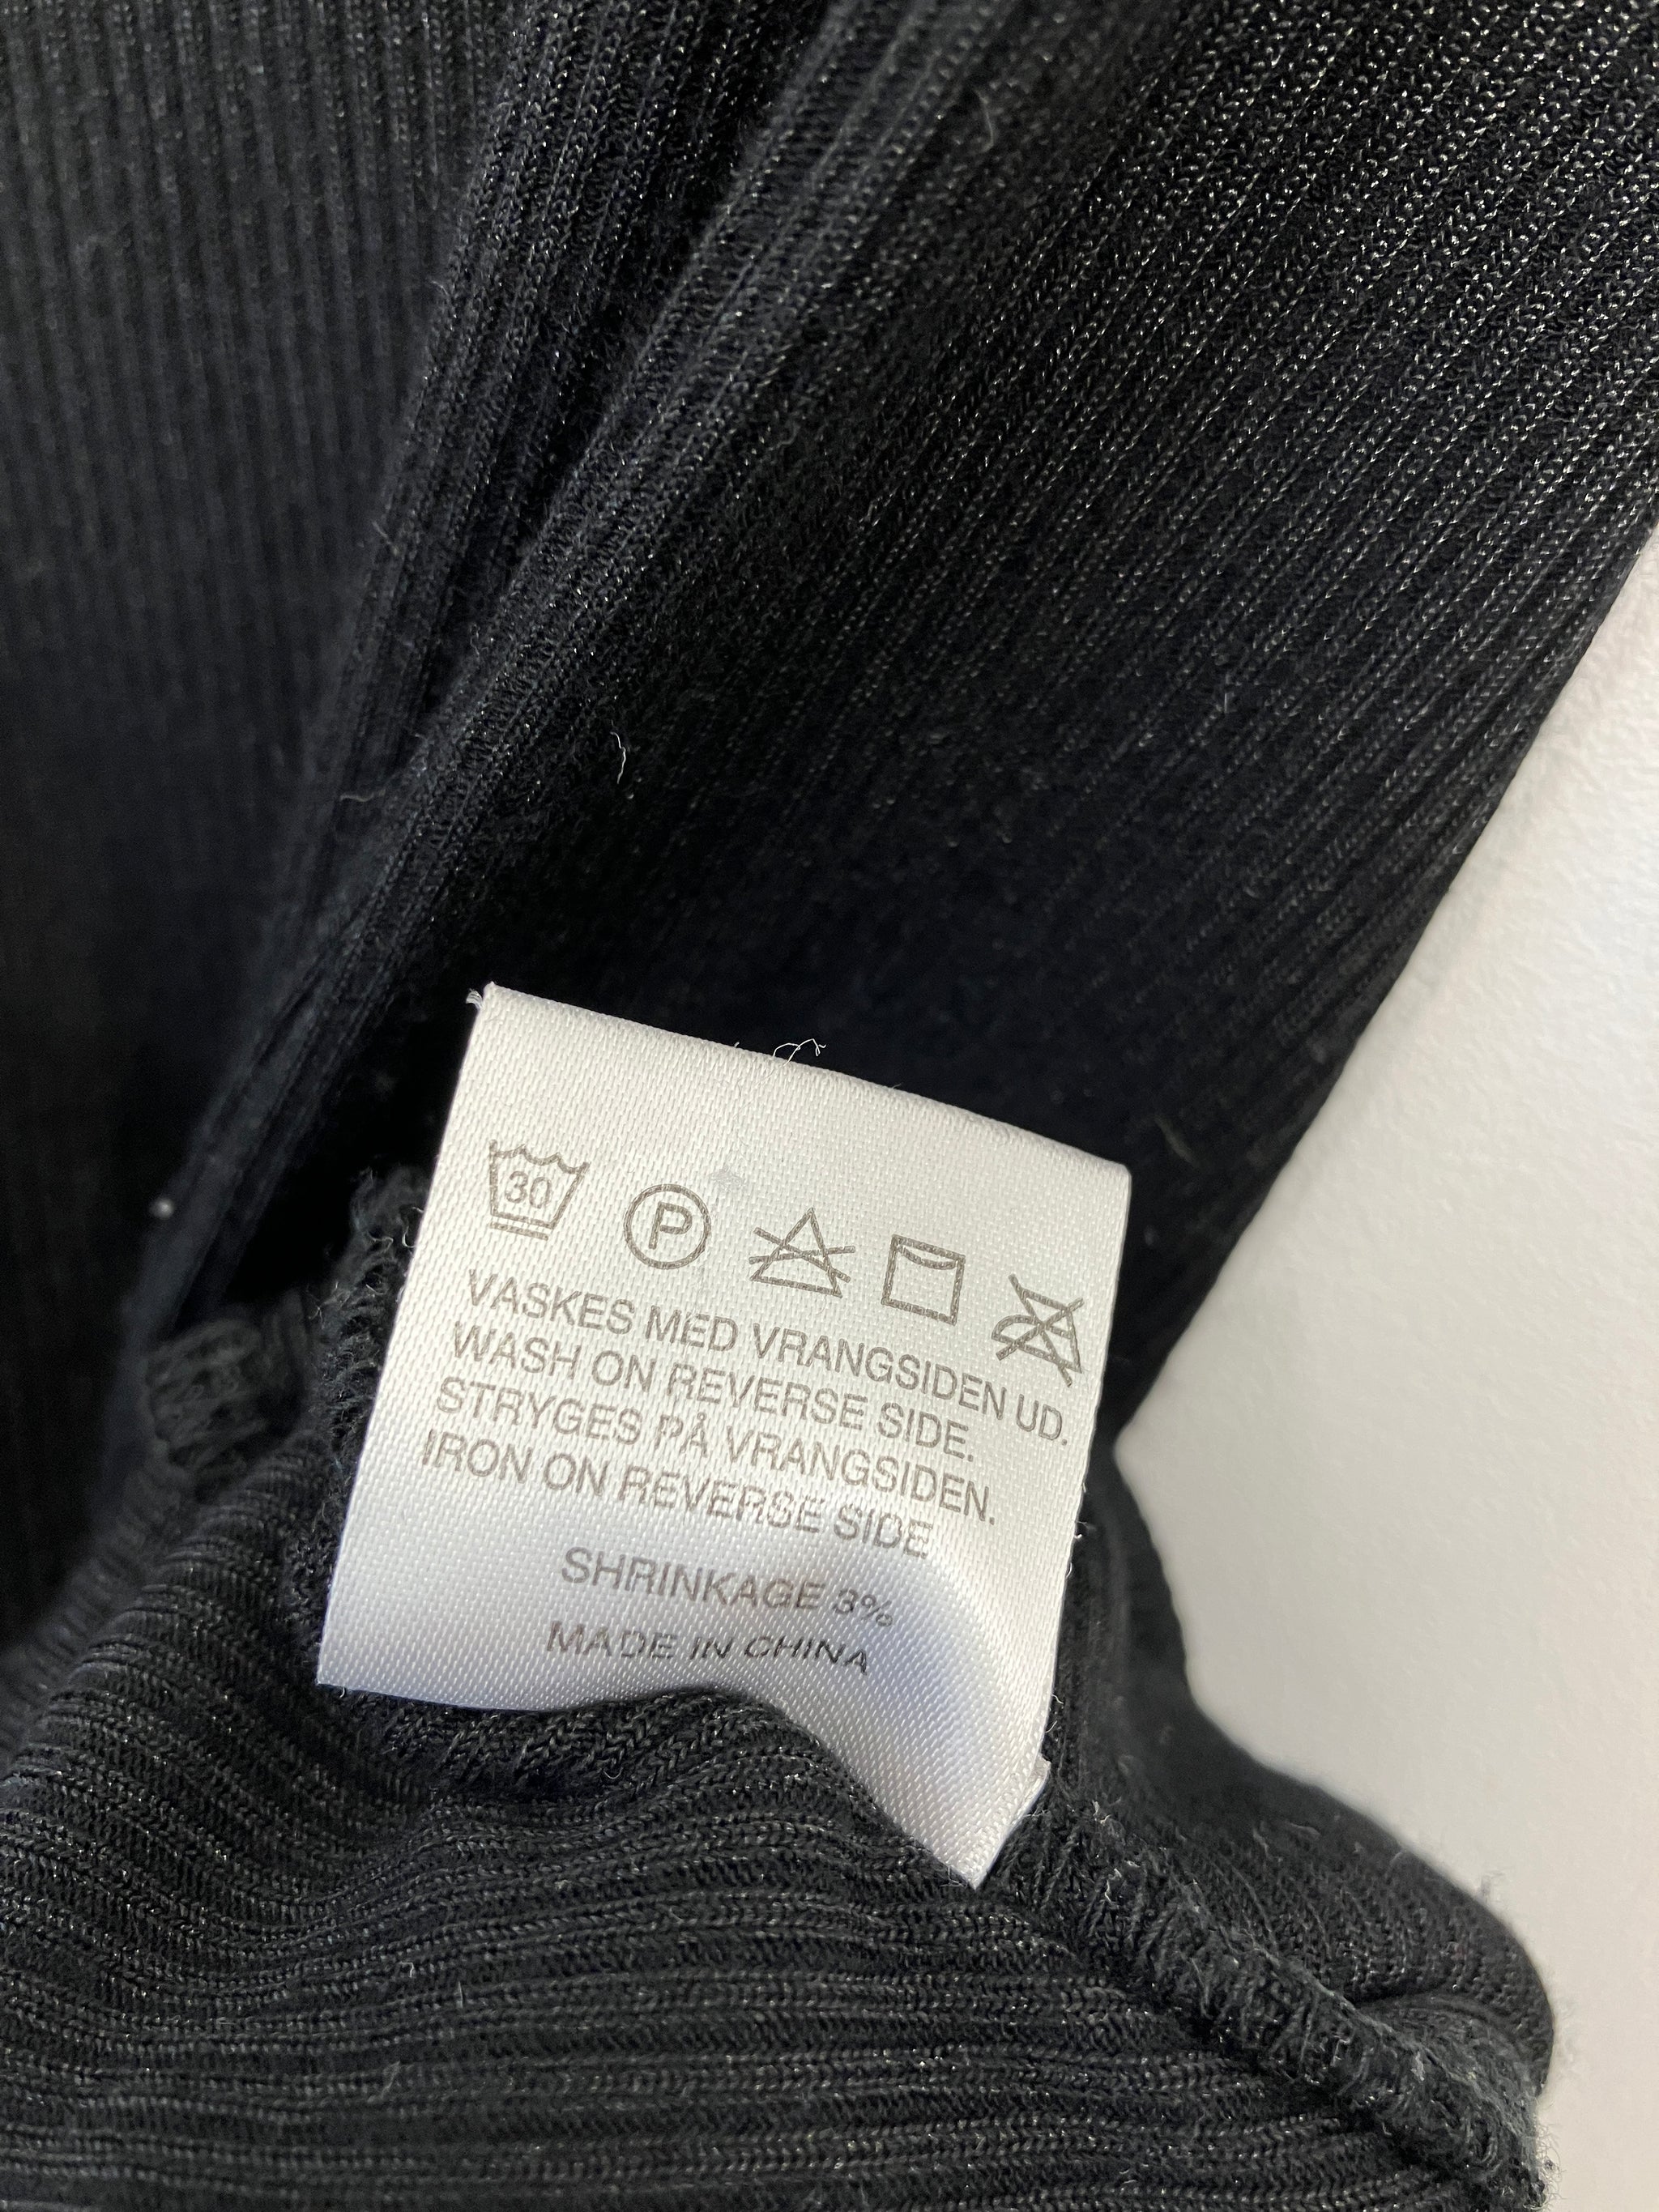 30 P
VASKES MED VRANGSIDEN UD.
WASH ON REVERSE SIDE.
STRYGES PÅ VRANGSIDEN.
IRON ON REVERSE SIDE
SHRINKAGE 3%
MADE IN CHINA